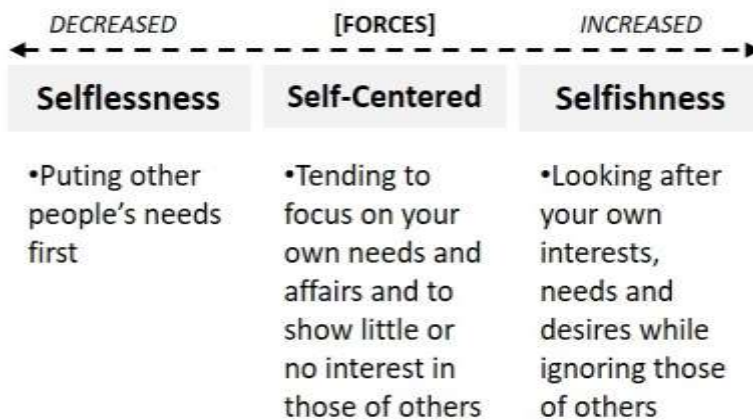 DECREASED [FORCES] INCREASED
Selflessness Self-Centered Selfishness
•Puting other
people's needs
first
•Tending to
focus on your
own needs and
affairs and to
show little or
no interest in
those of others
•Looking after
your own
interests,
needs and
desires while
ignoring those
of others